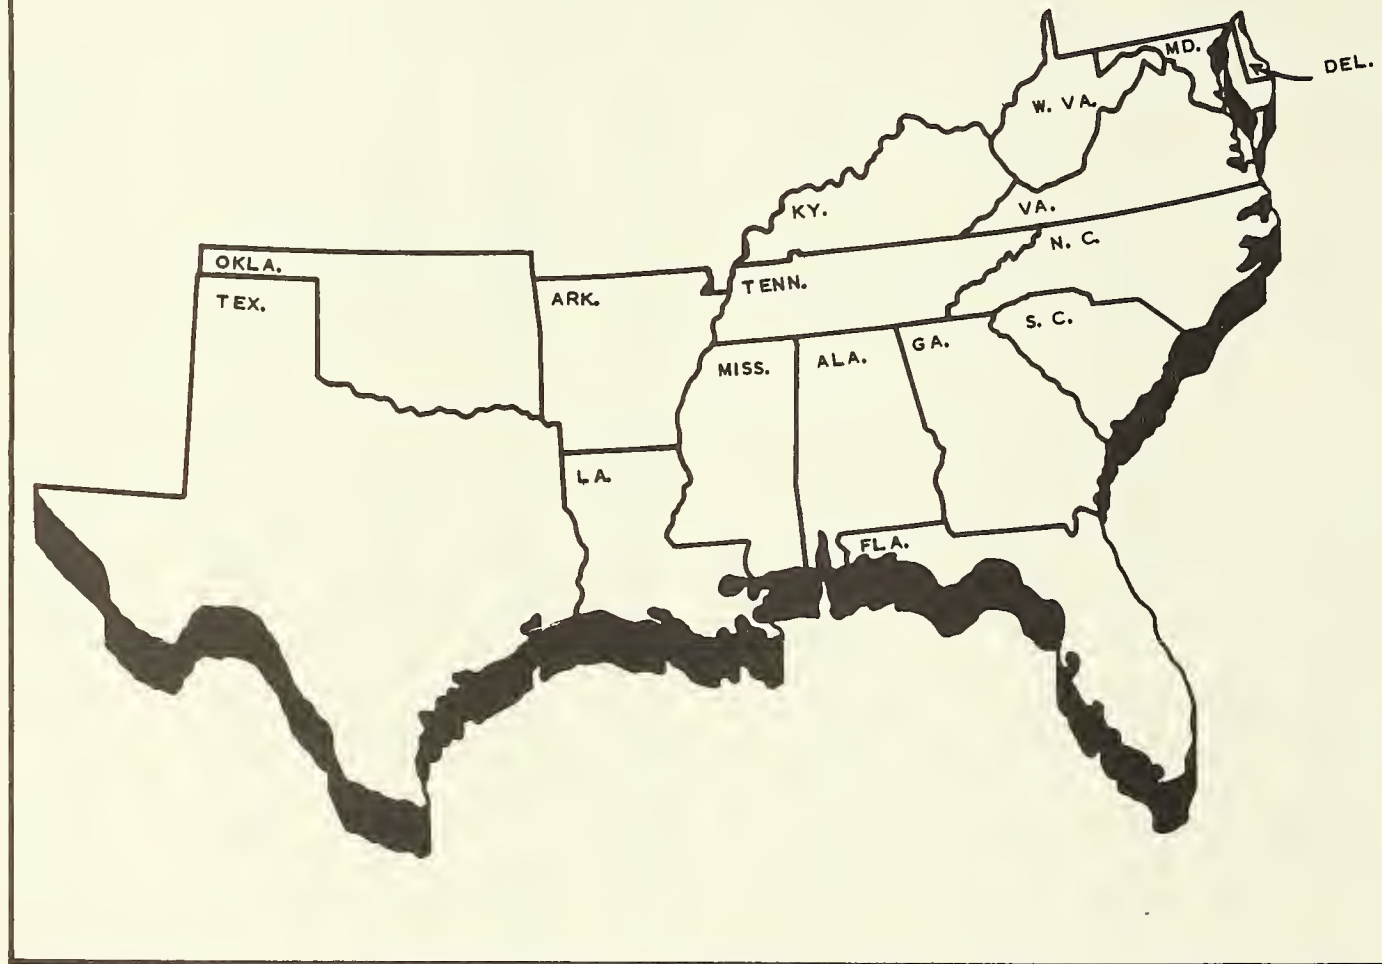 MD.
DEL.
W. VA.
KY.
VA.
N. C.
OKLA.
TEX.
ARK.
TENN.
S. C.
MISS.
ALA.
GA.
LA.
FLA.